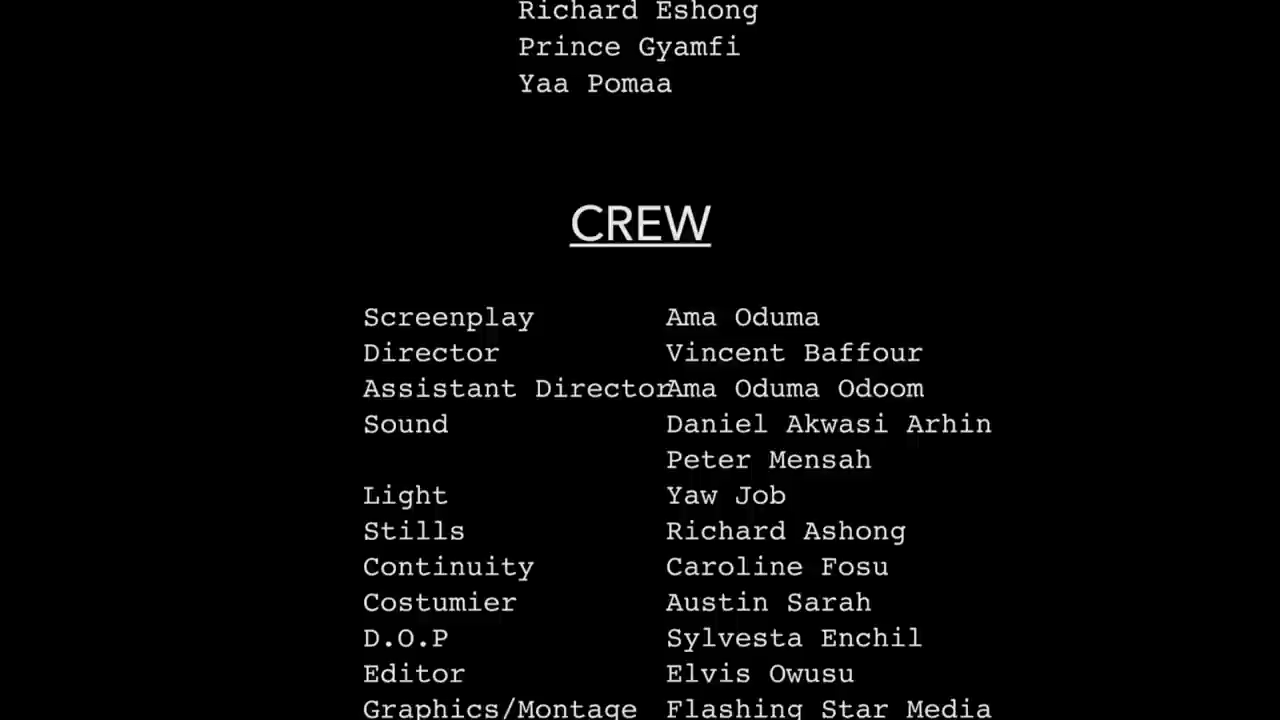 Richard Eshong
Prince Gyamfi
Yaa Pomaa
CREW
Screenplay Ama Oduma
Director Vincent Baffour
Assistant Director Ama Oduma Odoom
Sound Daniel Akwasi Arhin
Peter Mensah
Light Yaw Job
Stills Richard Ashong
Continuity Caroline Fosu
Costumier Austin Sarah
D.O.P Sylvesta Enchil
Editor Elvis Owusu
Graphics/Montage Flashing Star Media